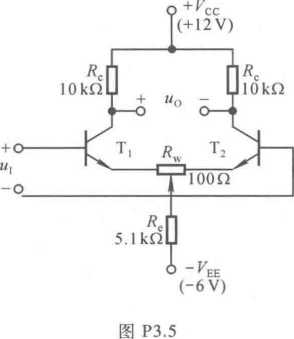 +V_CC
(+12 V)
R_c
10 kΩ
+ u_O −
R_c
10 kΩ
+
u_I
−
T_1
R_w
100 Ω
T_2
R_e
5.1 kΩ
−V_EE
(−6 V)
图 P3.5